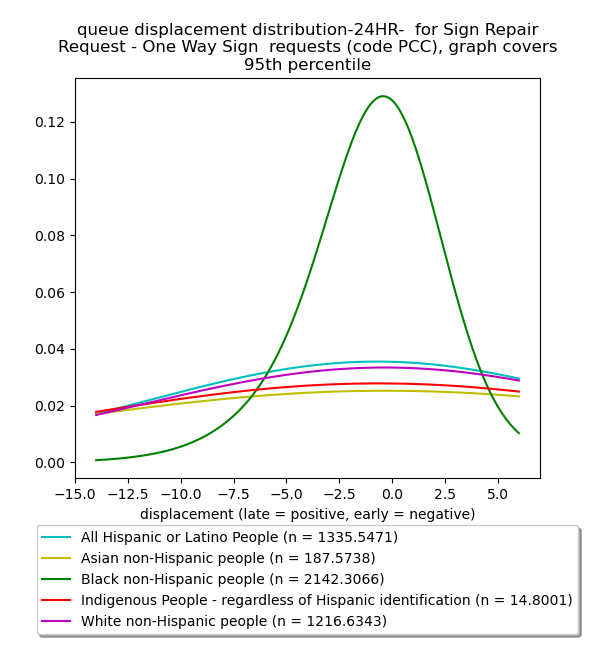 queue displacement distribution-24HR-  for Sign Repair
Request - One Way Sign  requests (code PCC), graph covers
95th percentile
0.12
0.10
0.08
0.06
0.04
0.02
0.00
−15.0 −12.5 −10.0 −7.5 −5.0 −2.5 0.0 2.5 5.0
displacement (late = positive, early = negative)
All Hispanic or Latino People (n = 1335.5471)
Asian non-Hispanic people (n = 187.5738)
Black non-Hispanic people (n = 2142.3066)
Indigenous People - regardless of Hispanic identification (n = 14.8001)
White non-Hispanic people (n = 1216.6343)